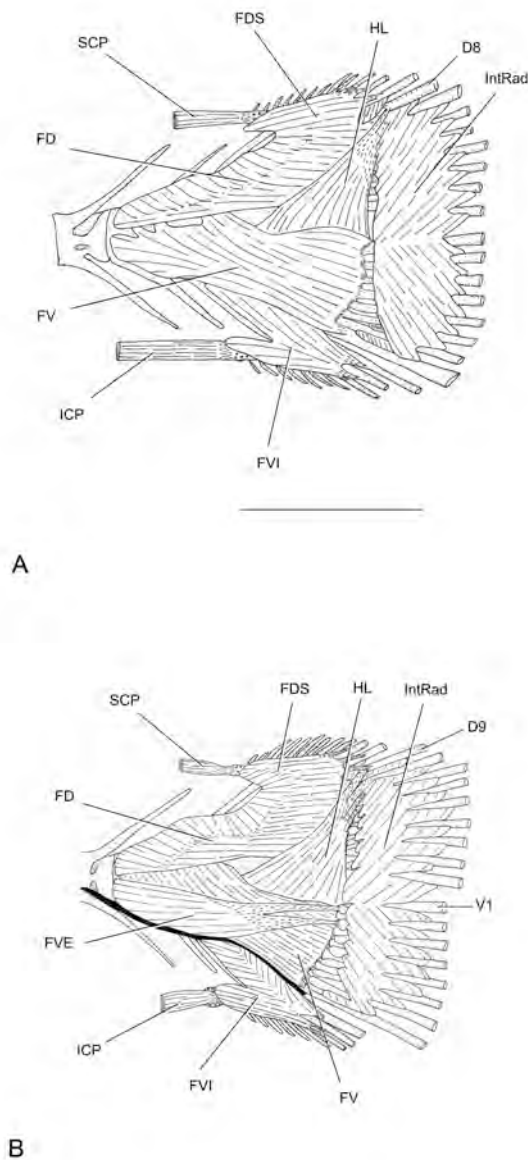 FDS
HL
SCP
D8
IntRad
FD
FV
ICP
FVI
A
FDS
HL
IntRad
SCP
D9
FD
V1
FVE
ICP
FVI
FV
B